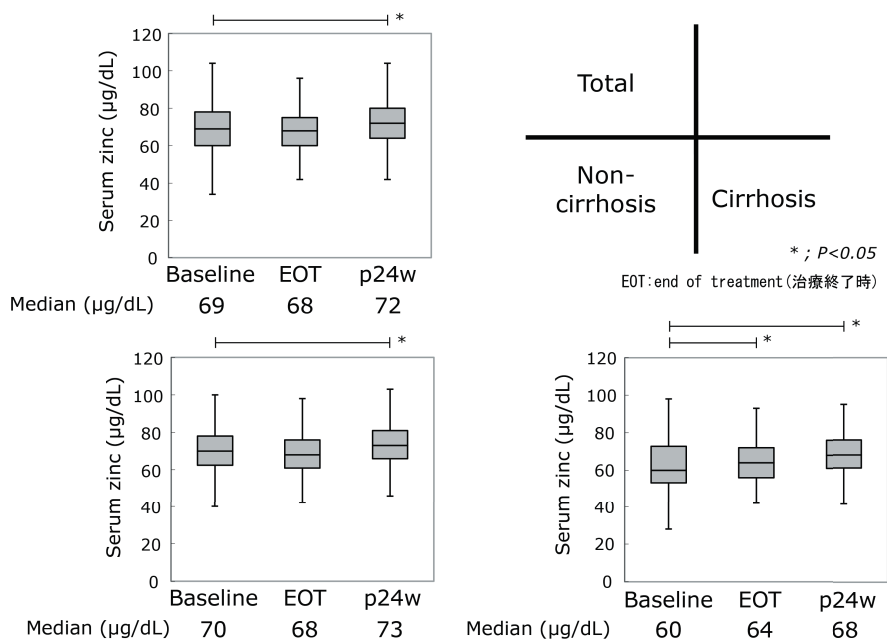 *
120
100
80
60
40
20
0
Serum zinc (μg/dL)
Baseline EOT p24w
Median (μg/dL) 69 68 72
Total
Non-
cirrhosis
Cirrhosis
* ; P<0.05
EOT:end of treatment(治療終了時)
*
120
100
80
60
40
20
0
Serum zinc (μg/dL)
Baseline EOT p24w
Median (μg/dL) 70 68 73
*
*
120
100
80
60
40
20
0
Serum zinc (μg/dL)
Baseline EOT p24w
Median (μg/dL) 60 64 68